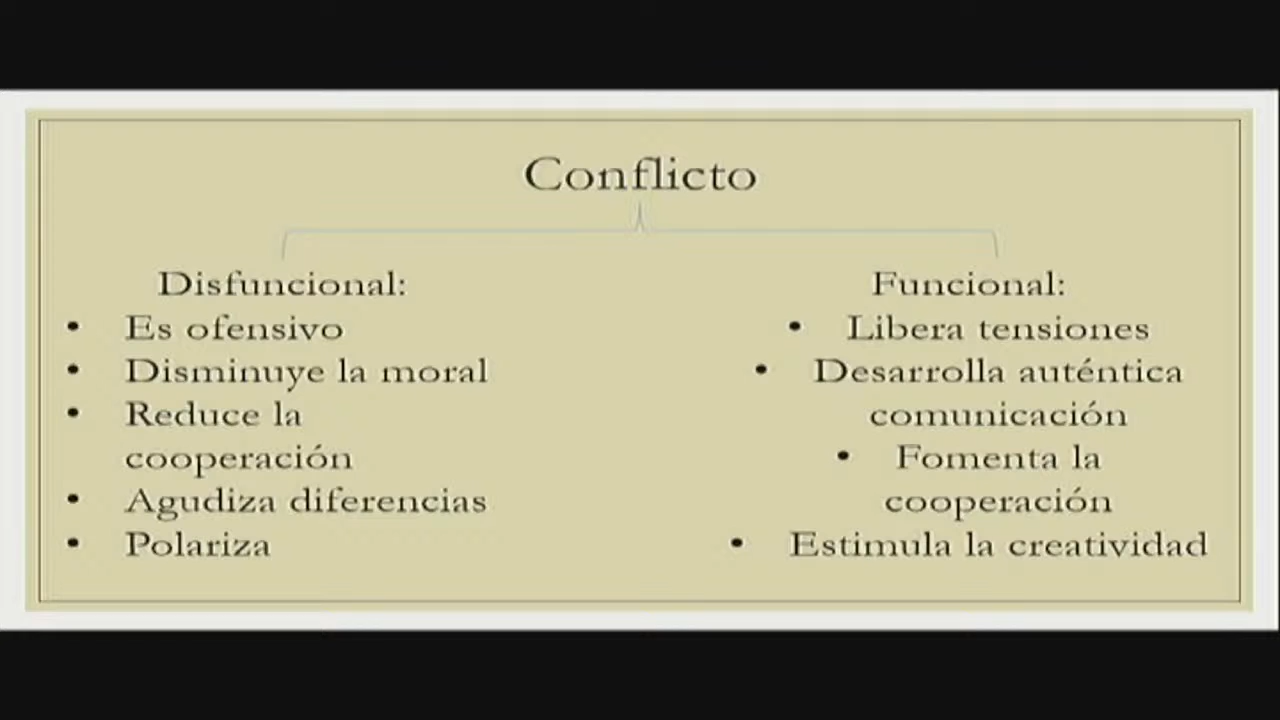 Conflicto
Disfuncional:
• Es ofensivo
• Disminuye la moral
• Reduce la
cooperación
• Agudiza diferencias
• Polariza
Funcional:
• Libera tensiones
• Desarrolla auténtica
comunicación
• Fomenta la
cooperación
• Estimula la creatividad